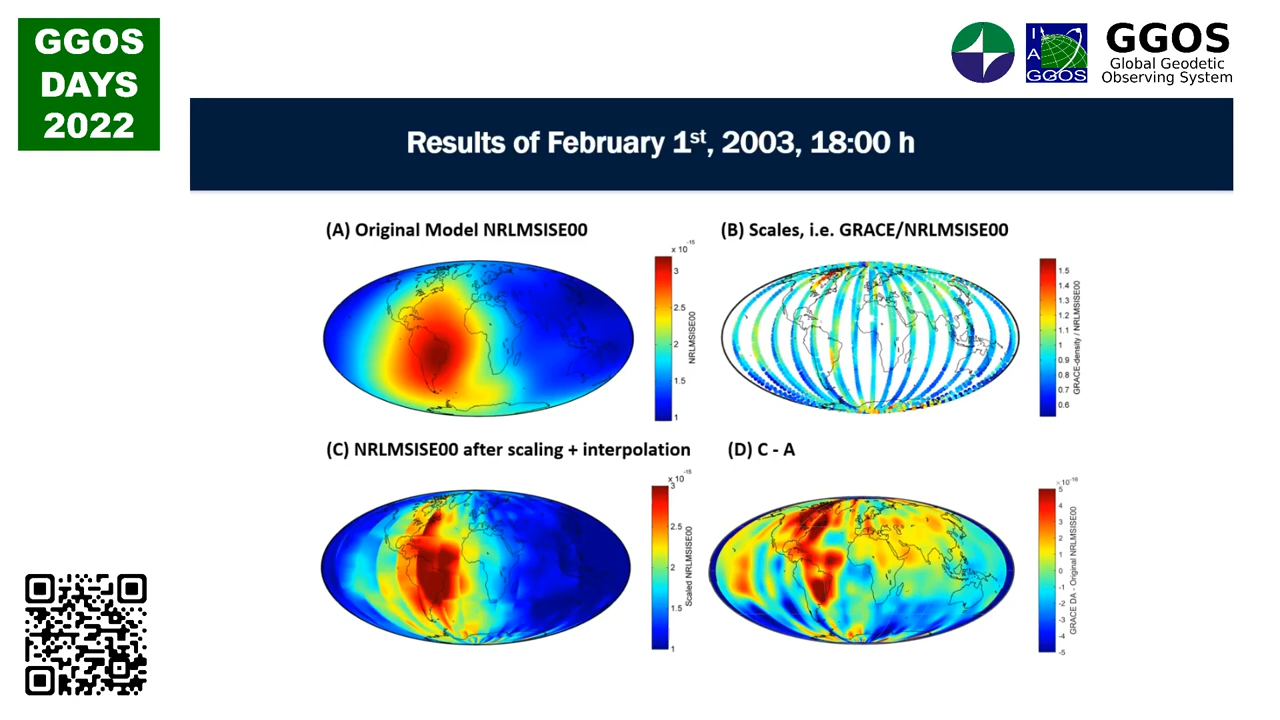 GGOS
DAYS
2022
I
A
GGOS
GGOS
Global Geodetic
Observing System
Results of February 1st, 2003, 18:00 h
(A) Original Model NRLMSISE00
x 10 -15
3
2.5
2
1.5
1
NRLMSISE00
(B) Scales, i.e. GRACE/NRLMSISE00
1.5
1.4
1.3
1.2
1.1
1
0.9
0.8
0.7
0.6
GRACE-density / NRLMSISE00
(C) NRLMSISE00 after scaling + interpolation
x 10 -15
3
2.5
2
1.5
1
Scaled NRLMSISE00
(D) C - A
×10 -16
5
4
3
2
1
0
-1
-2
-3
-4
-5
GRACE DA - Original NRLMSISE00